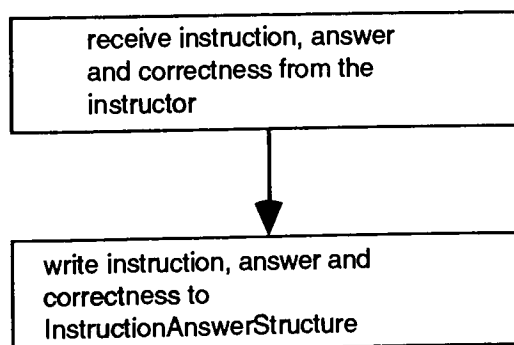 receive instruction, answer
and correctness from the
instructor
write instruction, answer and
correctness to
InstructionAnswerStructure